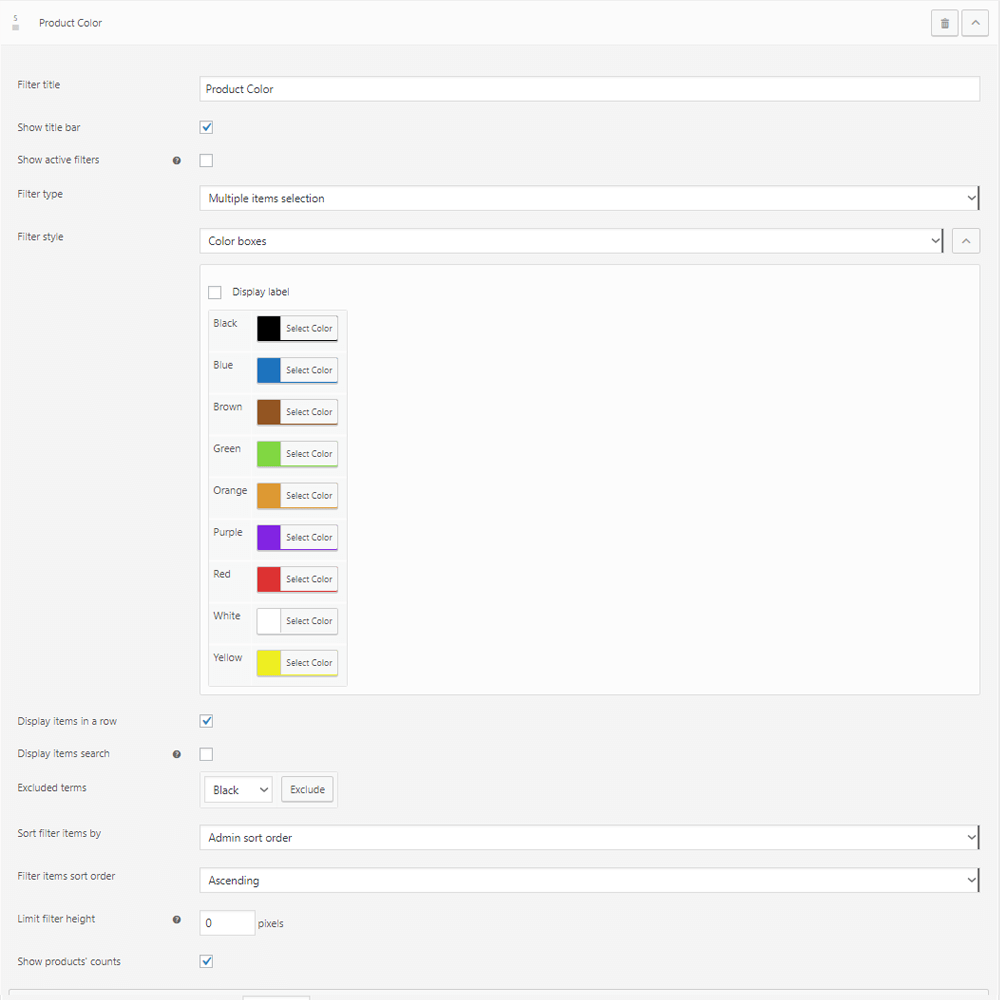 5
Product Color
Filter title
Product Color
Show title bar
Show active filters
?
Filter type
Multiple items selection
Filter style
Color boxes
Display label
Black Select Color
Blue Select Color
Brown Select Color
Green Select Color
Orange Select Color
Purple Select Color
Red Select Color
White Select Color
Yellow Select Color
Display items in a row
Display items search
?
Excluded terms
Black
Exclude
Sort filter items by
Admin sort order
Filter items sort order
Ascending
Limit filter height
?
0 pixels
Show products' counts